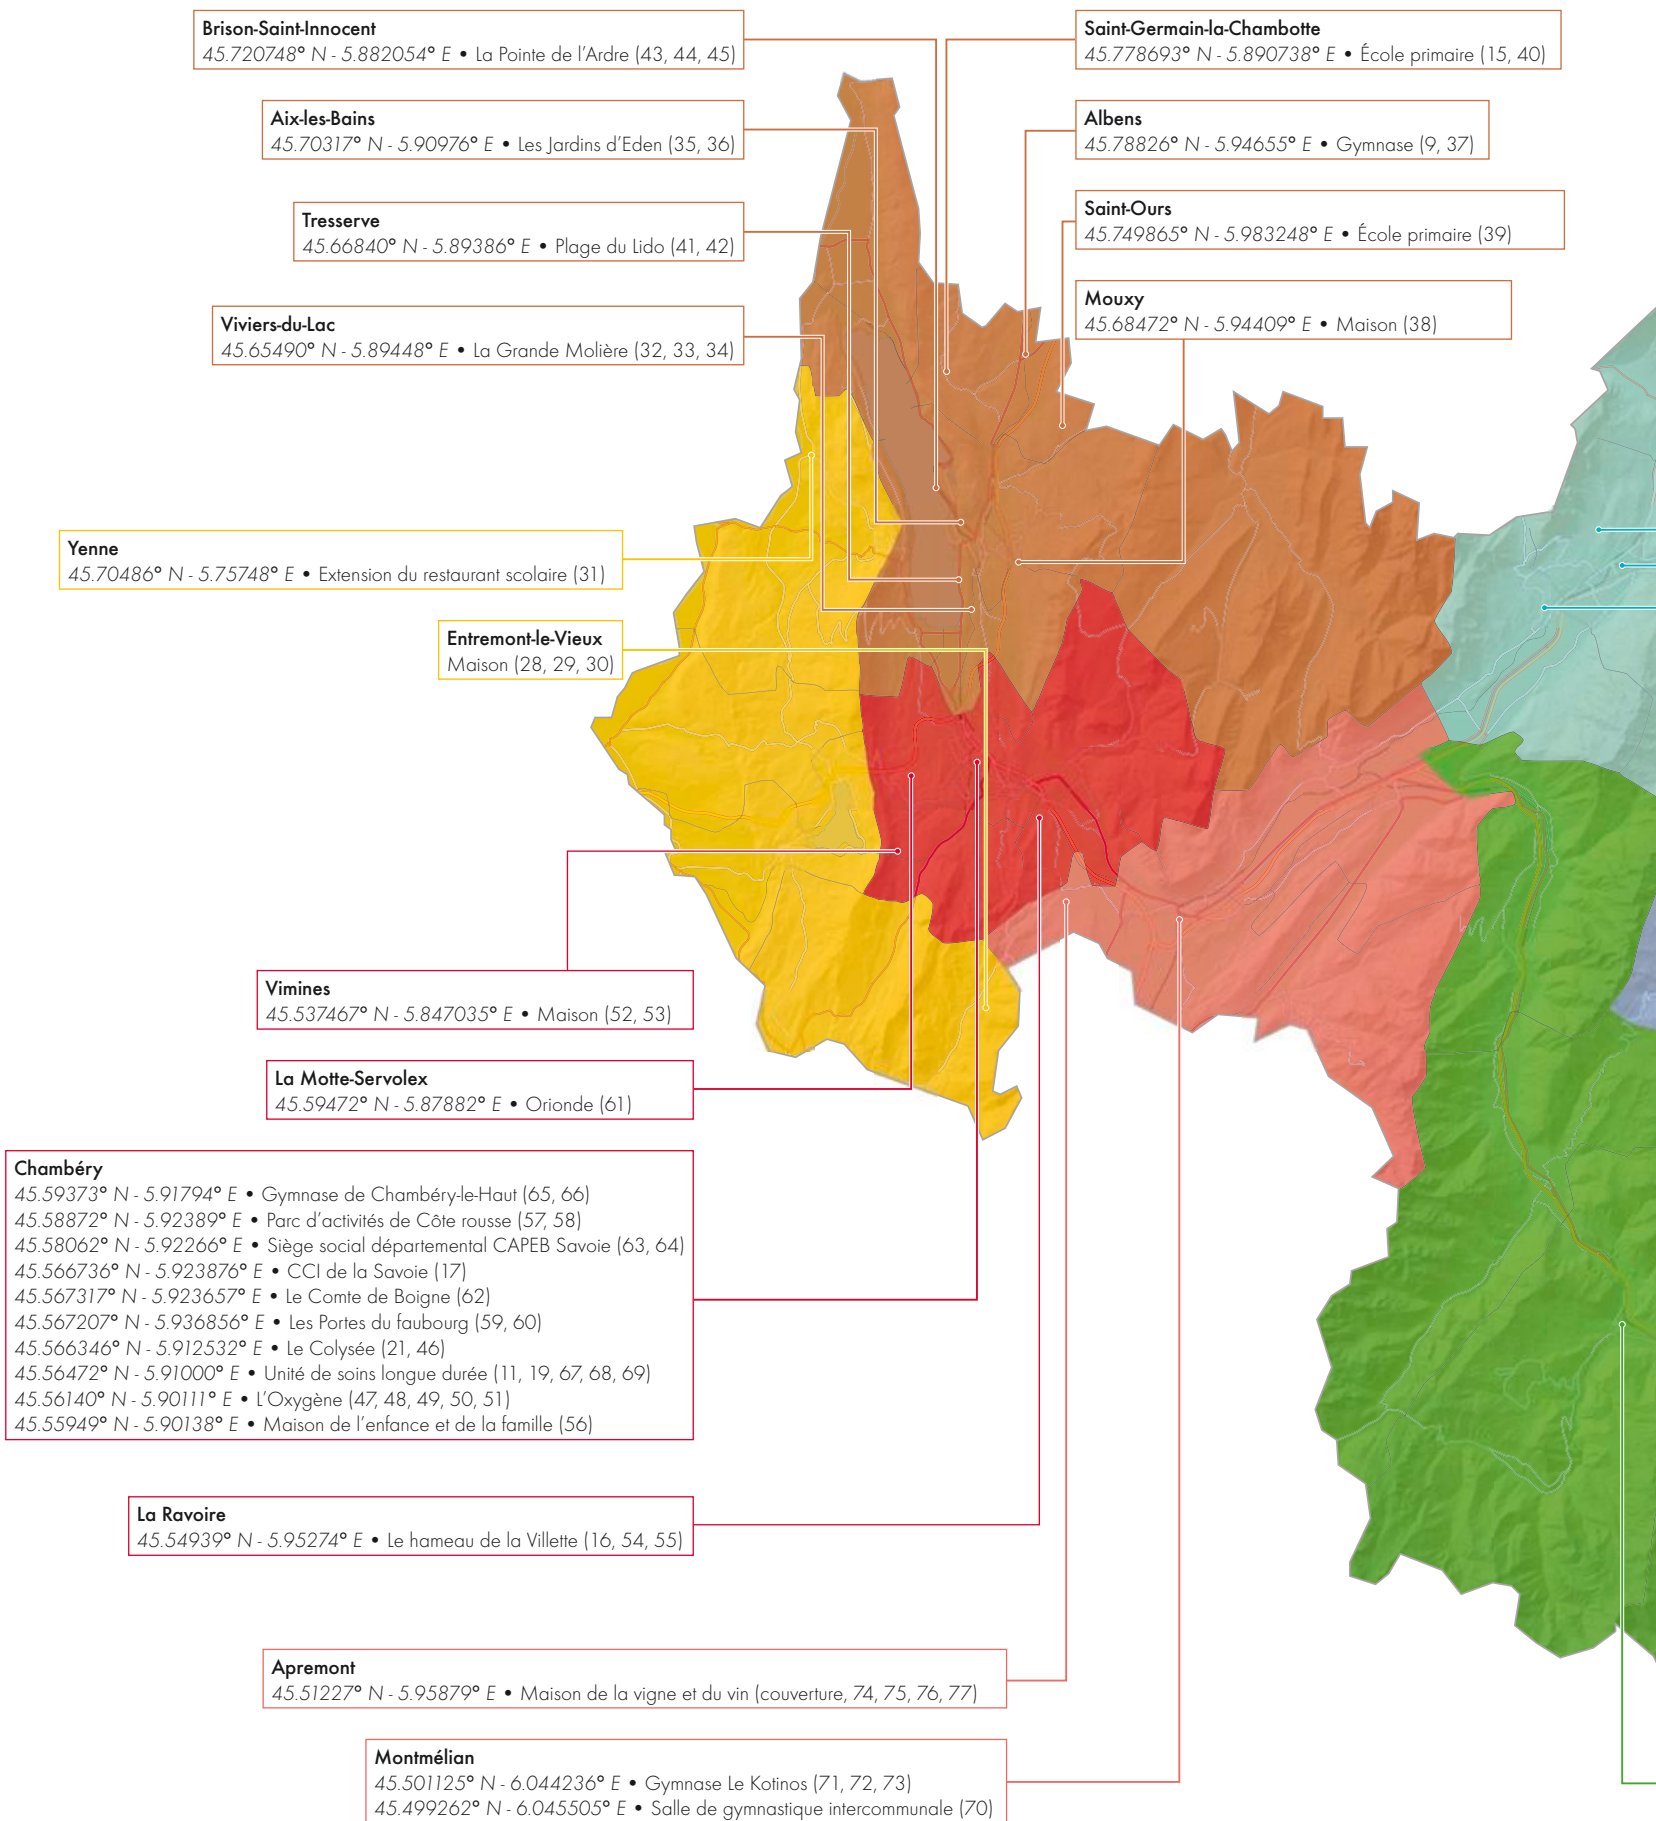 Brison-Saint-Innocent
45.720748° N - 5.882054° E • La Pointe de l'Ardre (43, 44, 45)
Aix-les-Bains
45.70317° N - 5.90976° E • Les Jardins d'Eden (35, 36)
Tresserve
45.66840° N - 5.89386° E • Plage du Lido (41, 42)
Viviers-du-Lac
45.65490° N - 5.89448° E • La Grande Molière (32, 33, 34)
Saint-Germain-la-Chambotte
45.778693° N - 5.890738° E • École primaire (15, 40)
Albens
45.78826° N - 5.94655° E • Gymnase (9, 37)
Saint-Ours
45.749865° N - 5.983248° E • École primaire (39)
Mouxy
45.68472° N - 5.94409° E • Maison (38)
Yenne
45.70486° N - 5.75748° E • Extension du restaurant scolaire (31)
Entremont-le-Vieux
Maison (28, 29, 30)
Vimines
45.537467° N - 5.847035° E • Maison (52, 53)
La Motte-Servolex
45.59472° N - 5.87882° E • Orionde (61)
Chambéry
45.59373° N - 5.91794° E • Gymnase de Chambéry-le-Haut (65, 66)
45.58872° N - 5.92389° E • Parc d'activités de Côte rousse (57, 58)
45.58062° N - 5.92266° E • Siège social départemental CAPEB Savoie (63, 64)
45.566736° N - 5.923876° E • CCI de la Savoie (17)
45.567317° N - 5.923657° E • Le Comte de Boigne (62)
45.567207° N - 5.936856° E • Les Portes du faubourg (59, 60)
45.566346° N - 5.912532° E • Le Colysée (21, 46)
45.56472° N - 5.91000° E • Unité de soins longue durée (11, 19, 67, 68, 69)
45.56140° N - 5.90111° E • L'Oxygène (47, 48, 49, 50, 51)
45.55949° N - 5.90138° E • Maison de l'enfance et de la famille (56)
La Ravoire
45.54939° N - 5.95274° E • Le hameau de la Villette (16, 54, 55)
Apremont
45.51227° N - 5.95879° E • Maison de la vigne et du vin (couverture, 74, 75, 76, 77)
Montmélian
45.501125° N - 6.044236° E • Gymnase Le Kotinos (71, 72, 73)
45.499262° N - 6.045505° E • Salle de gymnastique intercommunale (70)